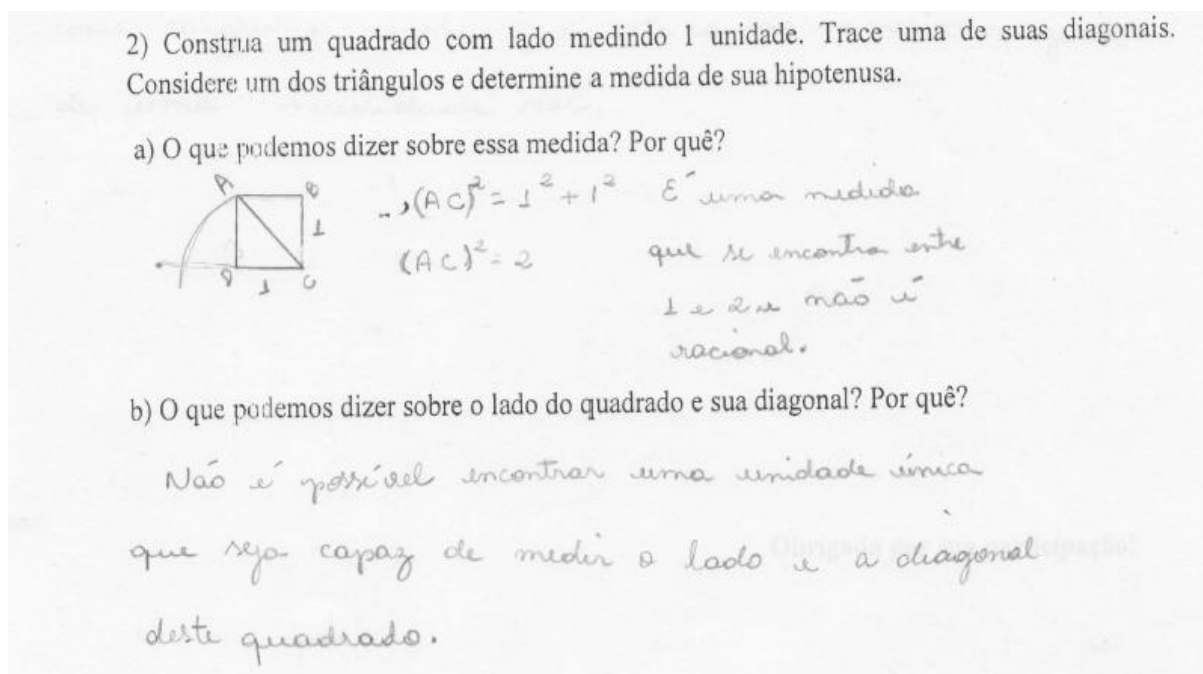 2) Construa um quadrado com lado medindo 1 unidade. Trace uma de suas diagonais.
Considere um dos triângulos e determine a medida de sua hipotenusa.
a) O que podemos dizer sobre essa medida? Por quê?
A B
1
D 1 C
(AC)² = 1² + 1²
(AC)² = 2
É uma medida
que se encontra entre
1 e 2 e não é
racional.
b) O que podemos dizer sobre o lado do quadrado e sua diagonal? Por quê?
Não é possível encontrar uma unidade única
que seja capaz de medir o lado e a diagonal
deste quadrado.
Obrigada por sua participação!